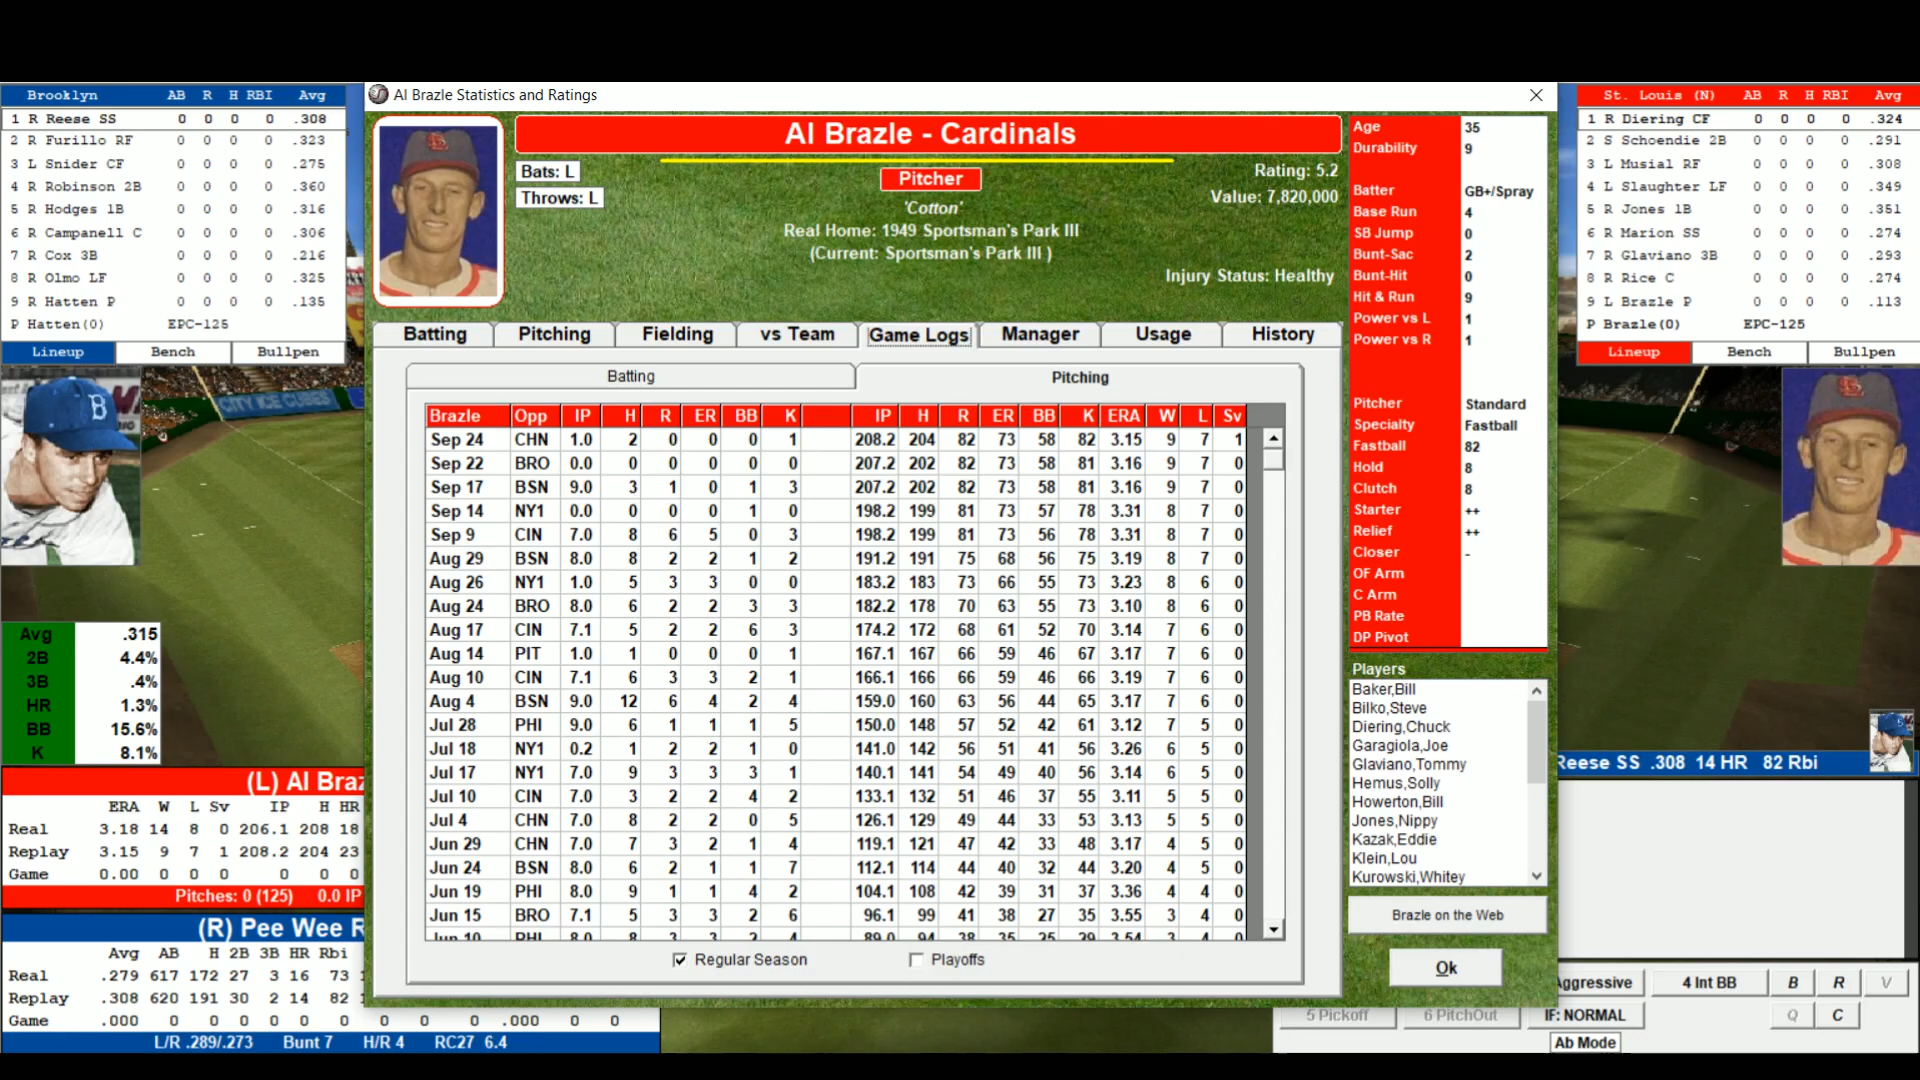 Brooklyn AB R H RBI Avg
1 R Reese SS 0 0 0 0 .308
2 R Furillo RF 0 0 0 0 .323
3 L Snider CF 0 0 0 0 .275
4 R Robinson 2B 0 0 0 0 .360
5 R Hodges 1B 0 0 0 0 .316
6 R Campanell C 0 0 0 0 .306
7 R Cox 3B 0 0 0 0 .216
8 R Olmo LF 0 0 0 0 .325
9 R Hatten P 0 0 0 0 .135
P Hatten(0) EPC-125
Lineup Bench Bullpen
CITY ICE CUBES
Avg .315
2B 4.4%
3B .4%
HR 1.3%
BB 15.6%
K 8.1%
(L) Al Braz
ERA W L Sv IP H HR
Real 3.18 14 8 0 206.1 208 18
Replay 3.15 9 7 1 208.2 204 23
Game 0.00 0 0 0 0 0 0
Pitches: 0 (125) 0.0 IP
(R) Pee Wee R
Avg AB H 2B 3B HR Rbi
Real .279 617 172 27 3 16 73
Replay .308 620 191 30 2 14 82
Game .000 0 0 0 0 0 0 0 0 .000 0 0
L/R .289/.273 Bunt 7 H/R 4 RC27 6.4
Al Brazle Statistics and Ratings
Al Brazle - Cardinals
Bats: L
Throws: L
Pitcher
'Cotton'
Real Home: 1949 Sportsman's Park III
(Current: Sportsman's Park III )
Rating: 5.2
Value: 7,820,000
Injury Status: Healthy
Batting Pitching Fielding vs Team Game Logs Manager Usage History
Batting Pitching
Brazle Opp IP H R ER BB K IP H R ER BB K ERA W L Sv
Sep 24 CHN 1.0 2 0 0 0 1 208.2 204 82 73 58 82 3.15 9 7 1
Sep 22 BRO 0.0 0 0 0 0 0 207.2 202 82 73 58 81 3.16 9 7 0
Sep 17 BSN 9.0 3 1 0 1 3 207.2 202 82 73 58 81 3.16 9 7 0
Sep 14 NY1 0.0 0 0 0 1 0 198.2 199 81 73 57 78 3.31 8 7 0
Sep 9 CIN 7.0 8 6 5 0 3 198.2 199 81 73 56 78 3.31 8 7 0
Aug 29 BSN 8.0 8 2 2 1 2 191.2 191 75 68 56 75 3.19 8 7 0
Aug 26 NY1 1.0 5 3 3 0 0 183.2 183 73 66 55 73 3.23 8 6 0
Aug 24 BRO 8.0 6 2 2 3 3 182.2 178 70 63 55 73 3.10 8 6 0
Aug 17 CIN 7.1 5 2 2 6 3 174.2 172 68 61 52 70 3.14 7 6 0
Aug 14 PIT 1.0 1 0 0 0 1 167.1 167 66 59 46 67 3.17 7 6 0
Aug 10 CIN 7.1 6 3 3 2 1 166.1 166 66 59 46 66 3.19 7 6 0
Aug 4 BSN 9.0 12 6 4 2 4 159.0 160 63 56 44 65 3.17 7 6 0
Jul 28 PHI 9.0 6 1 1 1 5 150.0 148 57 52 42 61 3.12 7 5 0
Jul 18 NY1 0.2 1 2 2 1 0 141.0 142 56 51 41 56 3.26 6 5 0
Jul 17 NY1 7.0 9 3 3 3 1 140.1 141 54 49 40 56 3.14 6 5 0
Jul 10 CIN 7.0 3 2 2 4 2 133.1 132 51 46 37 55 3.11 5 5 0
Jul 4 CHN 7.0 8 2 2 0 5 126.1 129 49 44 33 53 3.13 5 5 0
Jun 29 CHN 7.0 7 3 2 1 4 119.1 121 47 42 33 48 3.17 4 5 0
Jun 24 BSN 8.0 6 2 1 1 7 112.1 114 44 40 32 44 3.20 4 5 0
Jun 19 PHI 8.0 9 1 1 4 2 104.1 108 42 39 31 37 3.36 4 4 0
Jun 15 BRO 7.1 5 3 3 2 6 96.1 99 41 38 27 35 3.55 3 4 0
Jun 10 PHI 8.0 8 3 3 2 4 89.0 94 38 35 25 29 3.54 3 4 0
Regular Season Playoffs
Age 35
Durability 9
Batter GB+/Spray
Base Run 4
SB Jump 0
Bunt-Sac 2
Bunt-Hit 0
Hit & Run 9
Power vs L 1
Power vs R 1
Pitcher Standard
Specialty Fastball
Fastball 82
Hold 8
Clutch 8
Starter ++
Relief ++
Closer -
OF Arm
C Arm
PB Rate
DP Pivot
Players
Baker,Bill
Bilko,Steve
Diering,Chuck
Garagiola,Joe
Glaviano,Tommy
Hemus,Solly
Howerton,Bill
Jones,Nippy
Kazak,Eddie
Klein,Lou
Kurowski,Whitey
Brazle on the Web
Ok
St. Louis (N) AB R H RBI Avg
1 R Diering CF 0 0 0 0 .324
2 S Schoendie 2B 0 0 0 0 .291
3 L Musial RF 0 0 0 0 .308
4 L Slaughter LF 0 0 0 0 .349
5 R Jones 1B 0 0 0 0 .351
6 R Marion SS 0 0 0 0 .274
7 R Glaviano 3B 0 0 0 0 .293
8 R Rice C 0 0 0 0 .274
9 L Brazle P 0 0 0 0 .113
P Brazle(0) EPC-125
Lineup Bench Bullpen
Reese SS .308 14 HR 82 Rbi
Aggressive 4 Int BB B R V
5 Pickoff 6 PitchOut IF: NORMAL Q C
Ab Mode